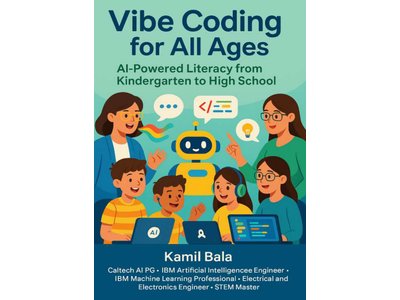 Vibe Coding
for All Ages
AI-Powered Literacy from
Kindergarten to High School
</>
AI
Kamil Bala
Caltech AI PG • IBM Artificial Intelligencee Engineer •
IBM Machine Learning Professional • Electrical and
Electronics Engineer • STEM Master